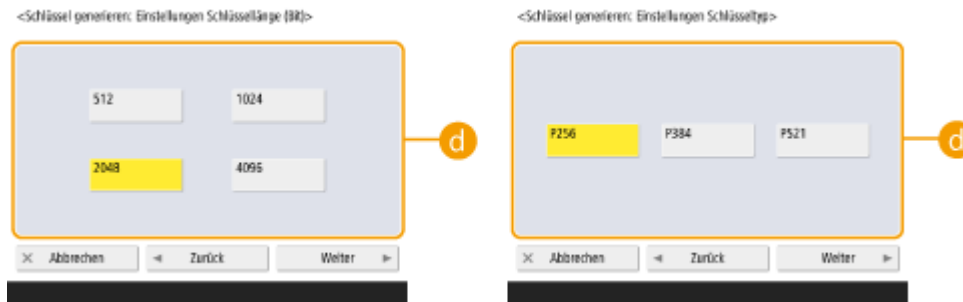 <Schlüssel generieren: Einstellungen Schlüssellänge (Bit)>
512 1024
2048 4096
d
× Abbrechen ◄ Zurück Weiter ►
<Schlüssel generieren: Einstellungen Schlüsseltyp>
P256 P384 P521
d
× Abbrechen ◄ Zurück Weiter ►